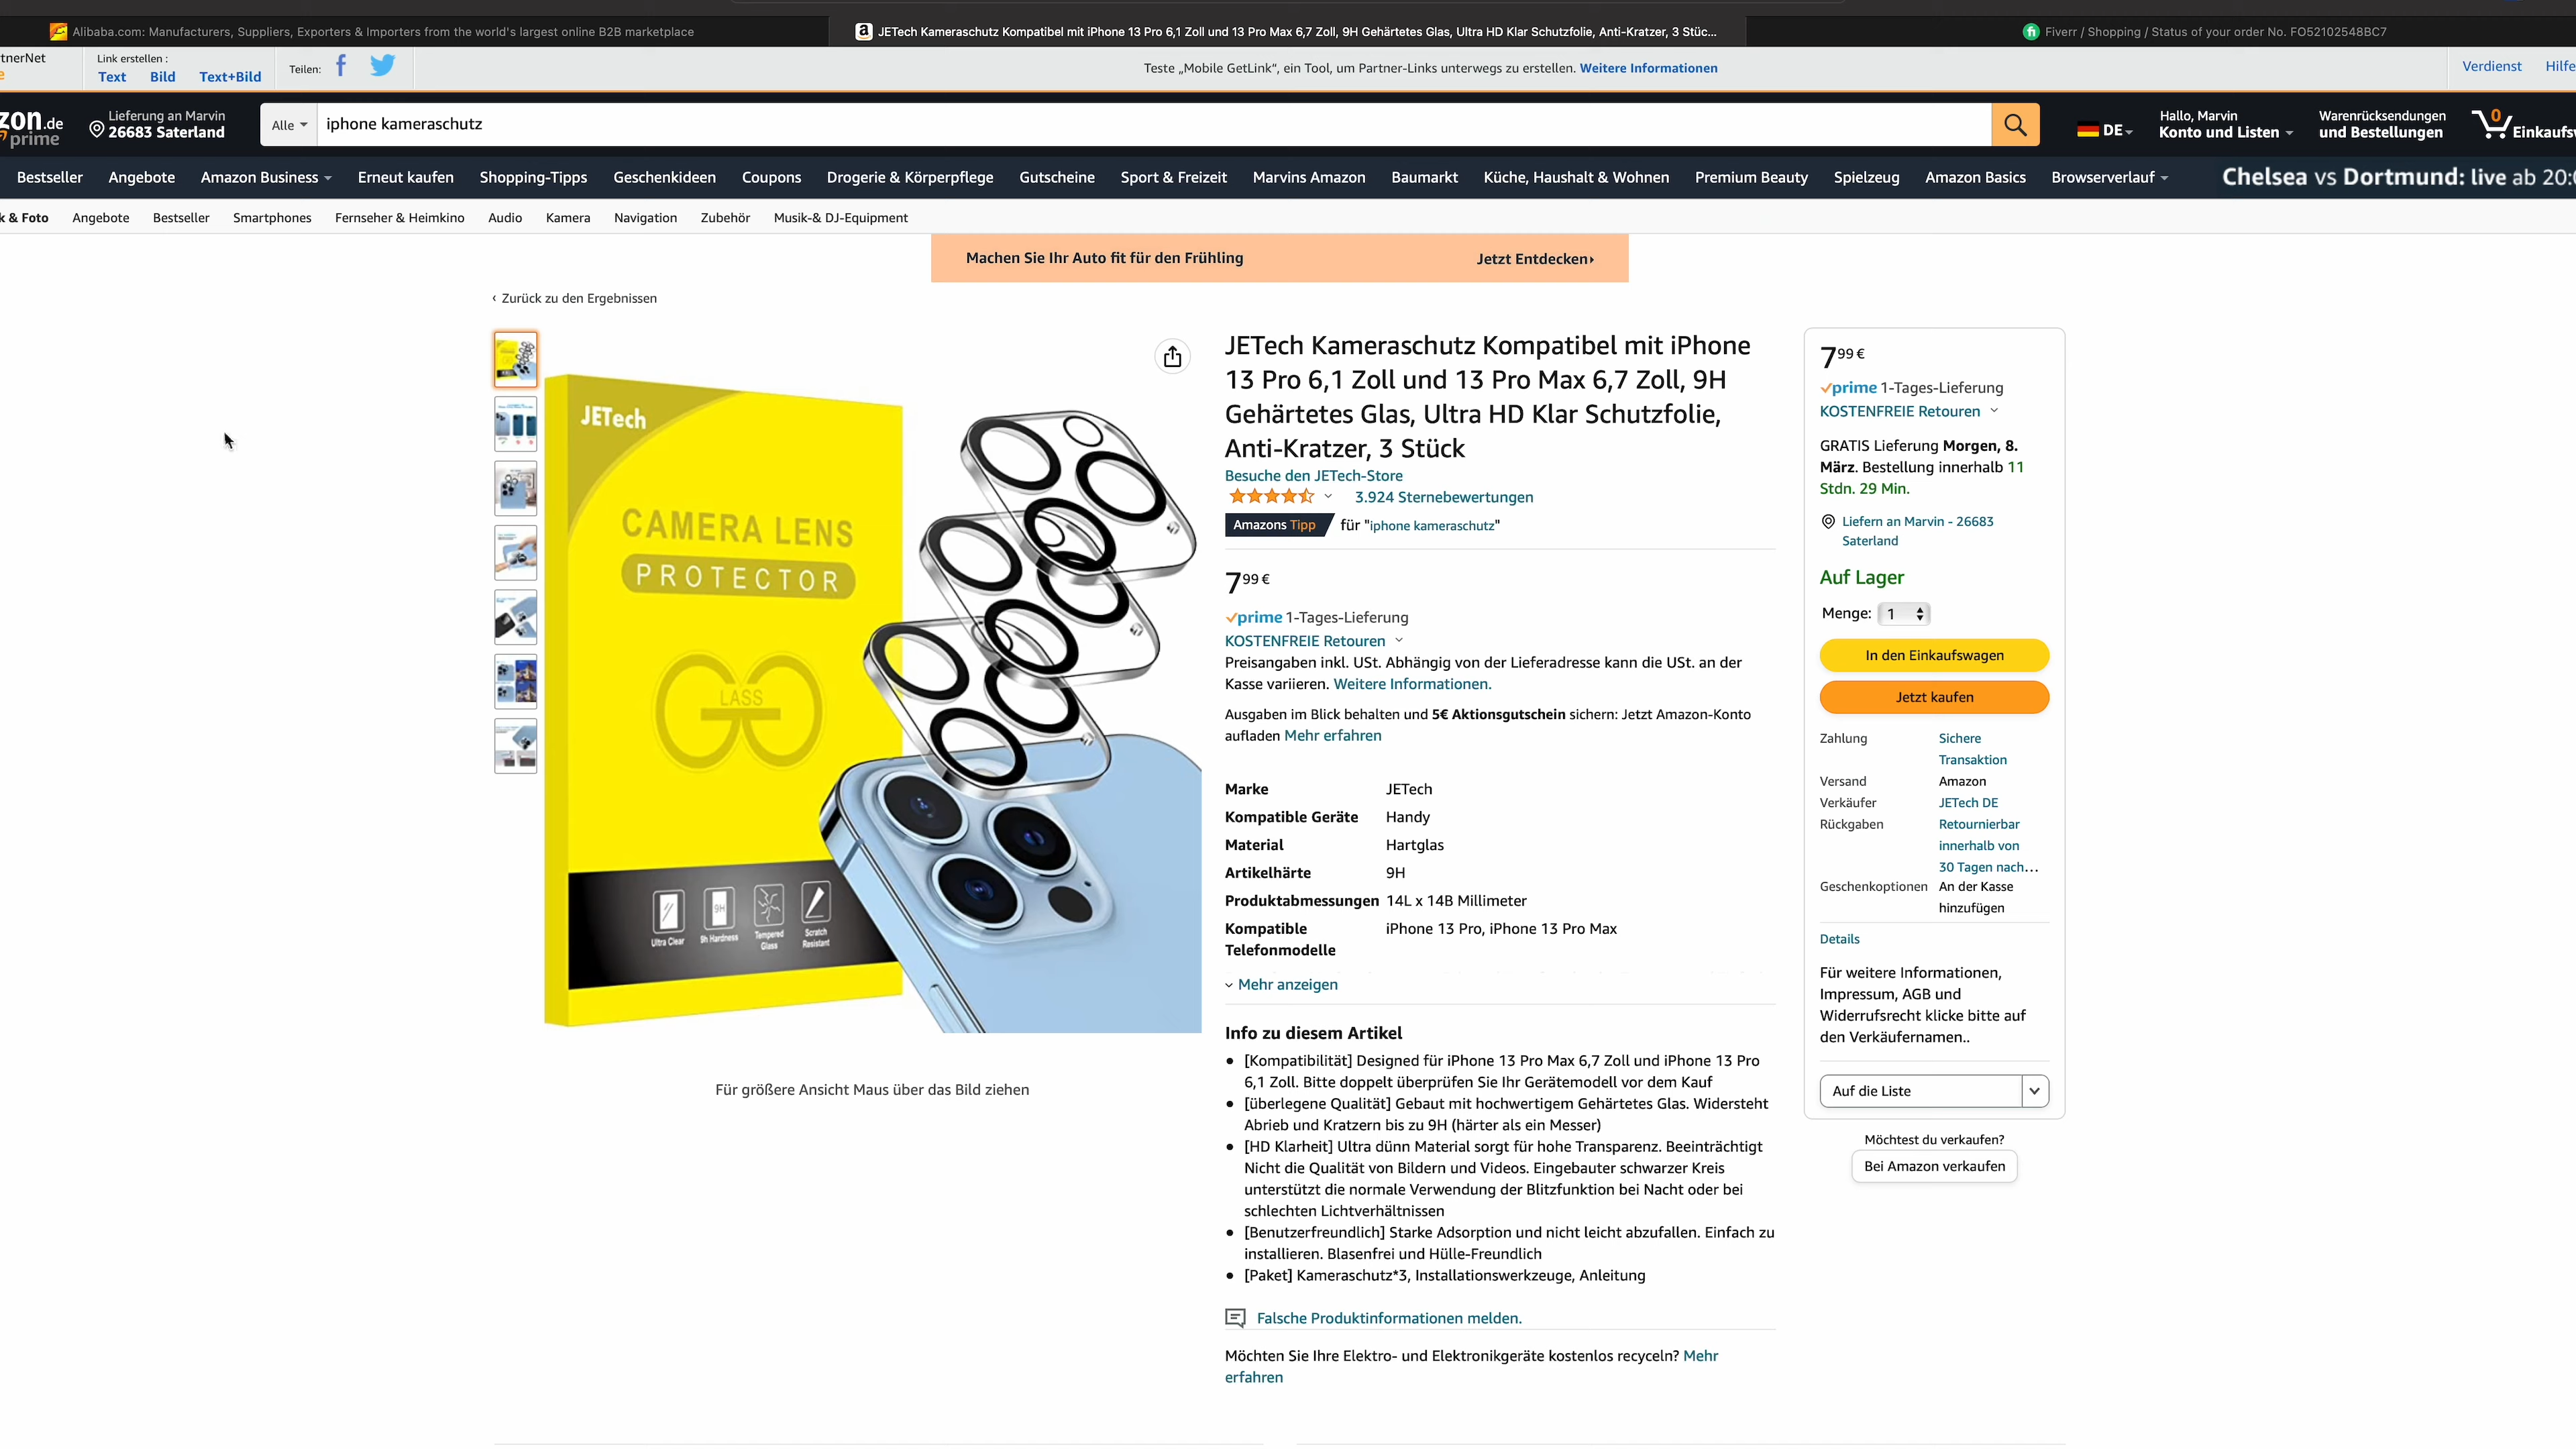 Alibaba.com: Manufacturers, Suppliers, Exporters & Importers from the world's largest online B2B marketplace
JETech Kameraschutz Kompatibel mit iPhone 13 Pro 6,1 Zoll und 13 Pro Max 6,7 Zoll, 9H Gehärtetes Glas, Ultra HD Klar Schutzfolie, Anti-Kratzer, 3 Stüc...
Fiverr / Shopping / Status of your order No. FO52102548BC7
tnerNet
Link erstellen :
Text Bild Text+Bild
Teilen:
Teste „Mobile GetLink“, ein Tool, um Partner-Links unterwegs zu erstellen. Weitere Informationen
Verdienst Hilfe
zon.de
prime
Lieferung an Marvin
26683 Saterland
Alle
iphone kameraschutz
DE
Hallo, Marvin
Konto und Listen
Warenrücksendungen
und Bestellungen
0
Einkaufsw
Bestseller Angebote Amazon Business Erneut kaufen Shopping-Tipps Geschenkideen Coupons Drogerie & Körperpflege Gutscheine Sport & Freizeit Marvins Amazon Baumarkt Küche, Haushalt & Wohnen Premium Beauty Spielzeug Amazon Basics Browserverlauf
Chelsea vs Dortmund: live ab 20:0
k & Foto Angebote Bestseller Smartphones Fernseher & Heimkino Audio Kamera Navigation Zubehör Musik-& DJ-Equipment
Machen Sie Ihr Auto fit für den Frühling Jetzt Entdecken
‹ Zurück zu den Ergebnissen
JETech
CAMERA LENS
PROTECTOR
GLASS
Ultra Clear
9H
9h Hardness
Tempered
Glass
Scratch
Resistant
Für größere Ansicht Maus über das Bild ziehen
JETech Kameraschutz Kompatibel mit iPhone
13 Pro 6,1 Zoll und 13 Pro Max 6,7 Zoll, 9H
Gehärtetes Glas, Ultra HD Klar Schutzfolie,
Anti-Kratzer, 3 Stück
Besuche den JETech-Store
3.924 Sternebewertungen
Amazons Tipp für "iphone kameraschutz"
7 99 €
prime 1-Tages-Lieferung
KOSTENFREIE Retouren
Preisangaben inkl. USt. Abhängig von der Lieferadresse kann die USt. an der
Kasse variieren. Weitere Informationen.
Ausgaben im Blick behalten und 5€ Aktionsgutschein sichern: Jetzt Amazon-Konto
aufladen Mehr erfahren
Marke JETech
Kompatible Geräte Handy
Material Hartglas
Artikelhärte 9H
Produktabmessungen 14L x 14B Millimeter
Kompatible iPhone 13 Pro, iPhone 13 Pro Max
Telefonmodelle
Mehr anzeigen
Info zu diesem Artikel
• [Kompatibilität] Designed für iPhone 13 Pro Max 6,7 Zoll und iPhone 13 Pro
6,1 Zoll. Bitte doppelt überprüfen Sie Ihr Gerätemodell vor dem Kauf
• [überlegene Qualität] Gebaut mit hochwertigem Gehärtetes Glas. Widersteht
Abrieb und Kratzern bis zu 9H (härter als ein Messer)
• [HD Klarheit] Ultra dünn Material sorgt für hohe Transparenz. Beeinträchtigt
Nicht die Qualität von Bildern und Videos. Eingebauter schwarzer Kreis
unterstützt die normale Verwendung der Blitzfunktion bei Nacht oder bei
schlechten Lichtverhältnissen
• [Benutzerfreundlich] Starke Adsorption und nicht leicht abzufallen. Einfach zu
installieren. Blasenfrei und Hülle-Freundlich
• [Paket] Kameraschutz*3, Installationswerkzeuge, Anleitung
Falsche Produktinformationen melden.
Möchten Sie Ihre Elektro- und Elektronikgeräte kostenlos recyceln? Mehr
erfahren
7 99 €
prime 1-Tages-Lieferung
KOSTENFREIE Retouren
GRATIS Lieferung Morgen, 8.
März. Bestellung innerhalb 11
Stdn. 29 Min.
Liefern an Marvin - 26683
Saterland
Auf Lager
Menge: 1
In den Einkaufswagen
Jetzt kaufen
Zahlung Sichere
Transaktion
Versand Amazon
Verkäufer JETech DE
Rückgaben Retournierbar
innerhalb von
30 Tagen nach…
Geschenkoptionen An der Kasse
hinzufügen
Details
Für weitere Informationen,
Impressum, AGB und
Widerrufsrecht klicke bitte auf
den Verkäufernamen..
Auf die Liste
Möchtest du verkaufen?
Bei Amazon verkaufen